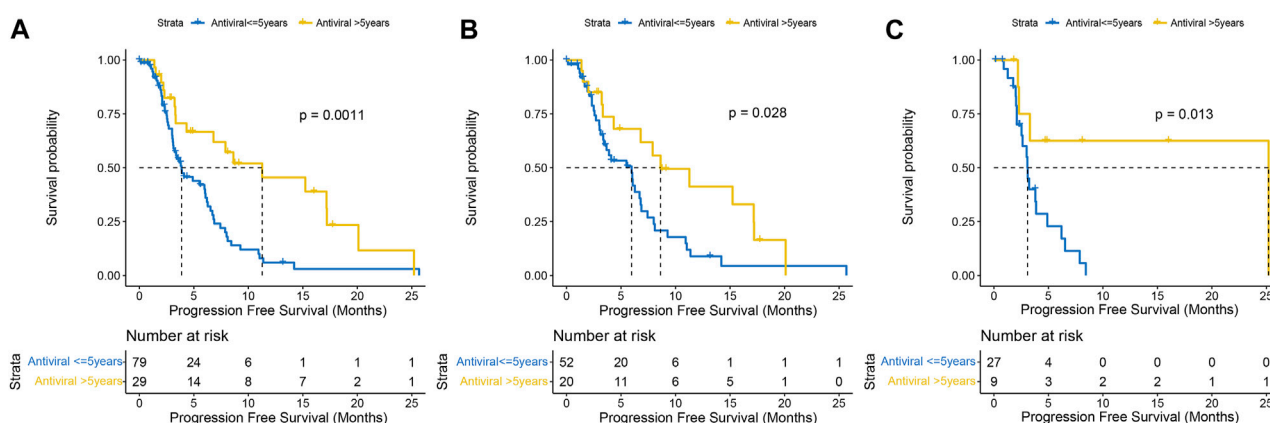 A
Strata Antiviral<=5years Antiviral >5years
Survival probability
1.00
0.75
0.50
0.25
0.00
p = 0.0011
0 5 10 15 20 25
Progression Free Survival (Months)
Number at risk
Strata
Antiviral <=5years 79 24 6 1 1 1
Antiviral >5years 29 14 8 7 2 1
0 5 10 15 20 25
Progression Free Survival (Months)
B
Strata Antiviral<=5years Antiviral >5years
Survival probability
1.00
0.75
0.50
0.25
0.00
p = 0.028
0 5 10 15 20 25
Progression Free Survival (Months)
Number at risk
Strata
Antiviral <=5years 52 20 6 1 1 1
Antiviral >5years 20 11 6 5 1 0
0 5 10 15 20 25
Progression Free Survival (Months)
C
Strata Antiviral<=5years Antiviral >5years
Survival probability
1.00
0.75
0.50
0.25
0.00
p = 0.013
0 5 10 15 20 25
Progression Free Survival (Months)
Number at risk
Strata
Antiviral <=5years 27 4 0 0 0 0
Antiviral >5years 9 3 2 2 1 1
0 5 10 15 20 25
Progression Free Survival (Months)